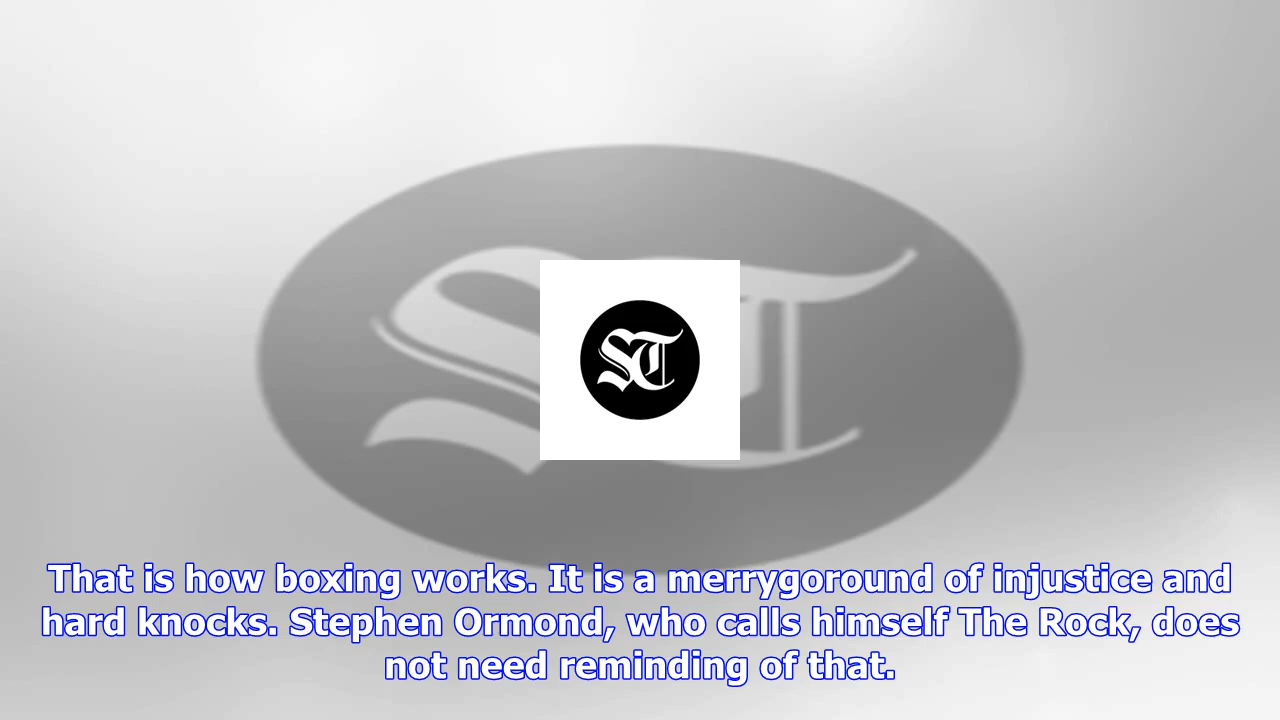 ST
That is how boxing works. It is a merrygoround of injustice and
hard knocks. Stephen Ormond, who calls himself The Rock, does
not need reminding of that.